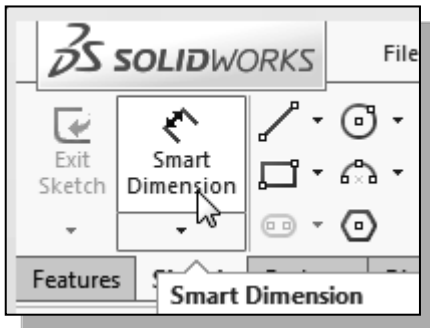 SOLIDWORKS File
Exit Smart
Sketch Dimension
Features
Smart Dimension